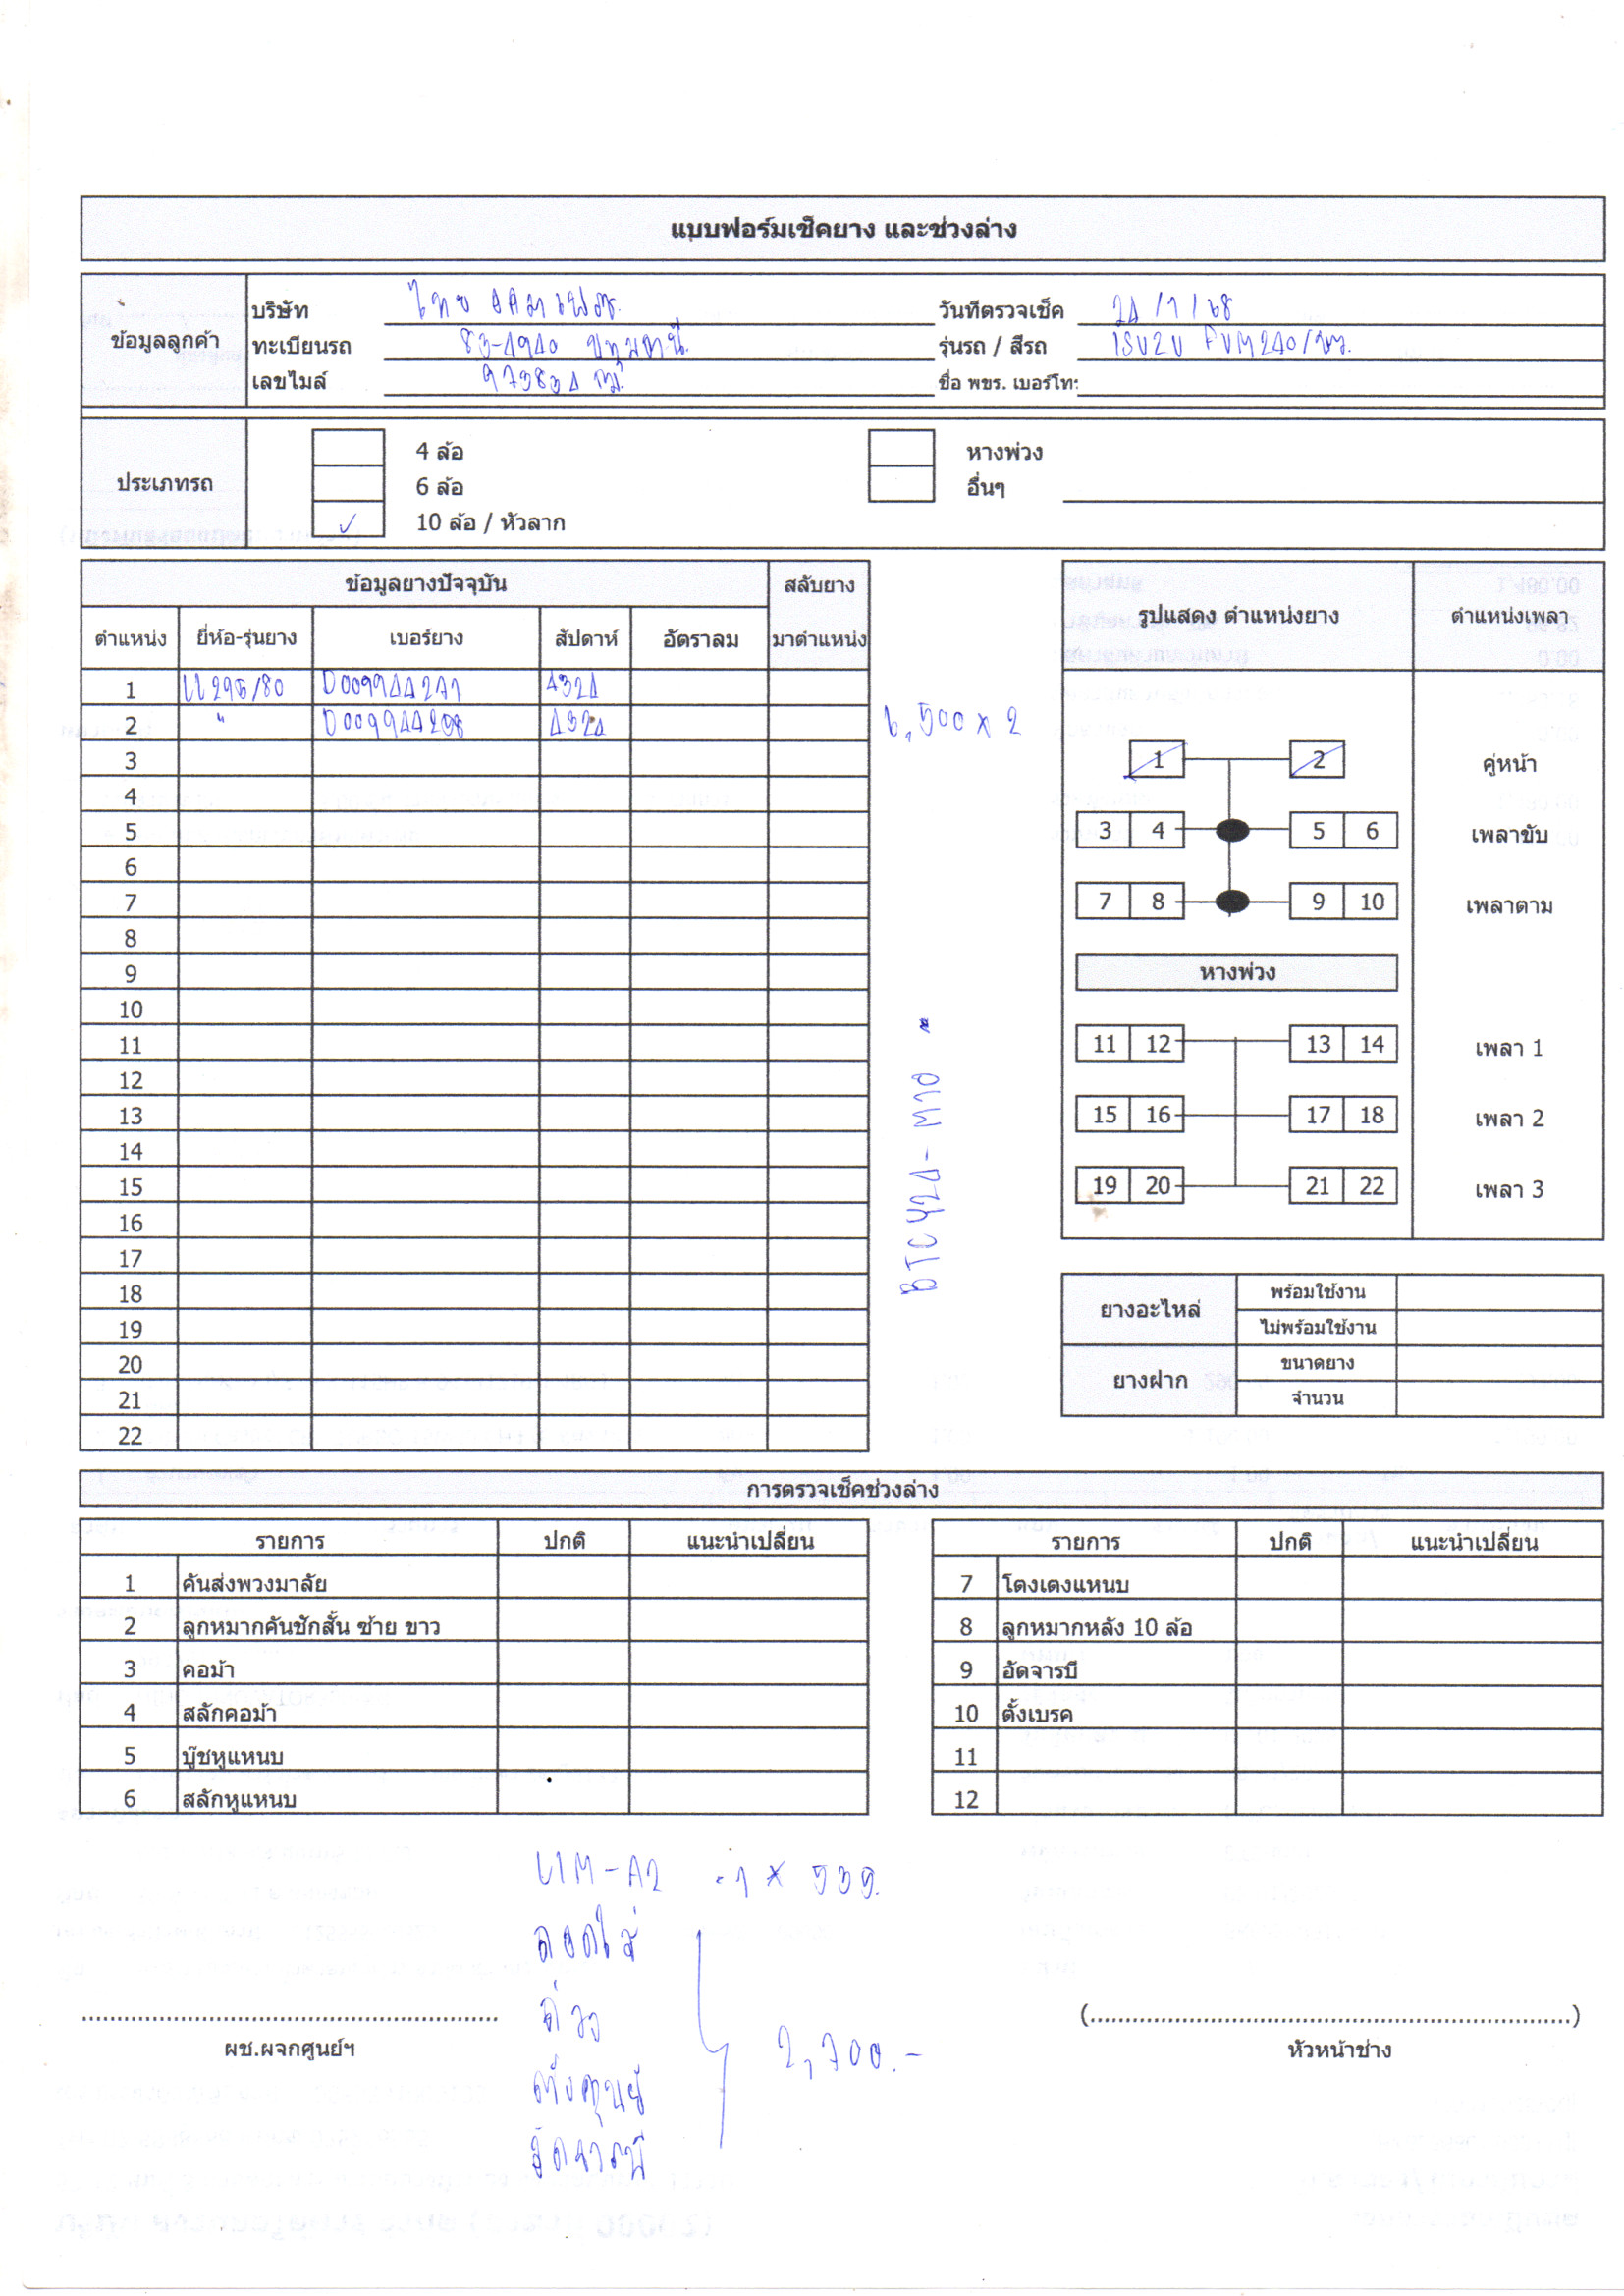 แบบฟอร์มเช็คยาง และช่วงล่าง
ข้อมูลลูกค้า
บริษัท ไทย
วันที่ตรวจเช็ค 24/1/68
ทะเบียนรถ 83-4940 ปทุมธานี
รุ่นรถ / สีรถ ISUZU FVM240/
เลขไมล์ 973834 กม.
ชื่อ พขร. เบอร์โทร
ประเภทรถ
4 ล้อ
6 ล้อ
✓ 10 ล้อ / หัวลาก
หางพ่วง
อื่นๆ
ข้อมูลยางปัจจุบัน สลับยาง
ตำแหน่ง ยี่ห้อ-รุ่นยาง เบอร์ยาง สัปดาห์ อัตราลม มาตำแหน่ง
1 LL295/80 D009944271 4324
2 " D009944298 4324
6,500 x 2
3
4
5
6
7
8
9
10
11
12
13
14
15
16
17
18
19
20
21
22
BTC424-M10
รูปแสดง ตำแหน่งยาง ตำแหน่งเพลา
1 2 คู่หน้า
3 4 5 6 เพลาขับ
7 8 9 10 เพลาตาม
หางพ่วง
11 12 13 14 เพลา 1
15 16 17 18 เพลา 2
19 20 21 22 เพลา 3
ยางอะไหล่ พร้อมใช้งาน
ไม่พร้อมใช้งาน
ยางฝาก ขนาดยาง
จำนวน
การตรวจเช็คช่วงล่าง
รายการ ปกติ แนะนำเปลี่ยน
1 คันส่งพวงมาลัย
2 ลูกหมากคันชักสั้น ซ้าย ขาว
3 คอม้า
4 สลักคอม้า
5 บู๊ชหูแหนบ
6 สลักหูแหนบ
รายการ ปกติ แนะนำเปลี่ยน
7 โตงเตงแหนบ
8 ลูกหมากหลัง 10 ล้อ
9 อัดจารบี
10 ตั้งเบรค
11
12
UM-A2 -1 x 535.
ถอดใส่
ถ่วง
ตั้งศูนย์
อัดจารบี
2,700.-
ผช.ผจกศูนย์ฯ
(..........)
หัวหน้าช่าง